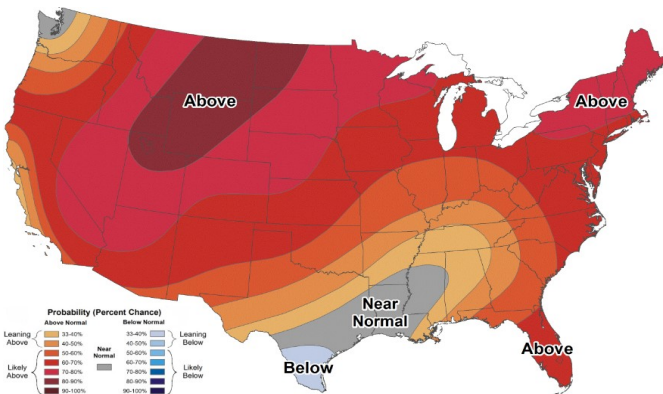 Above
Above
Near
Normal
Above
Below
Probability (Percent Chance)
Above Normal
Below Normal
Leaning
Above
Likely
Above
33-40%
40-50%
50-60%
60-70%
70-80%
80-90%
90-100%
Near
Normal
33-40%
40-50%
50-60%
60-70%
70-80%
80-90%
90-100%
Leaning
Below
Likely
Below